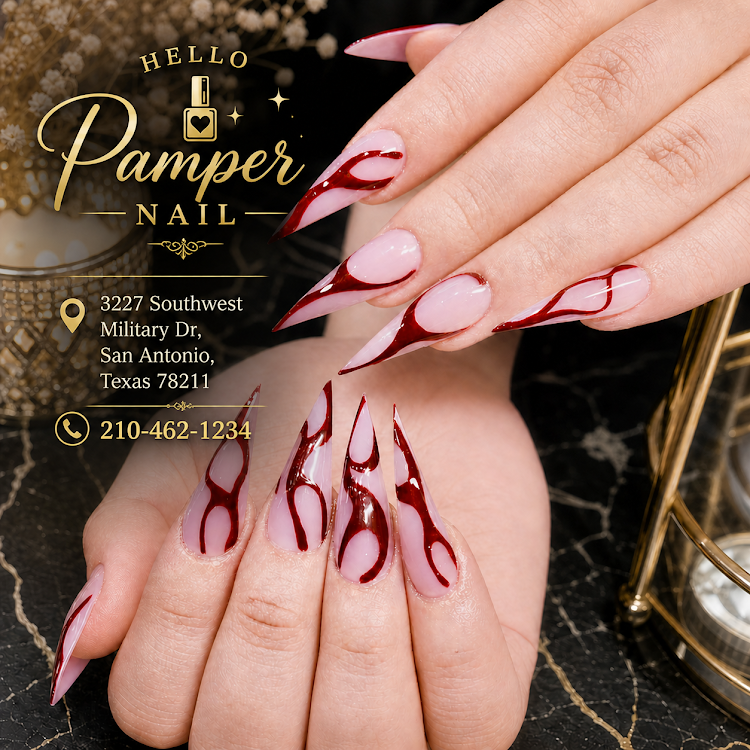 HELLO
Pamper
NAIL
3227 Southwest
Military Dr,
San Antonio,
Texas 78211
210-462-1234